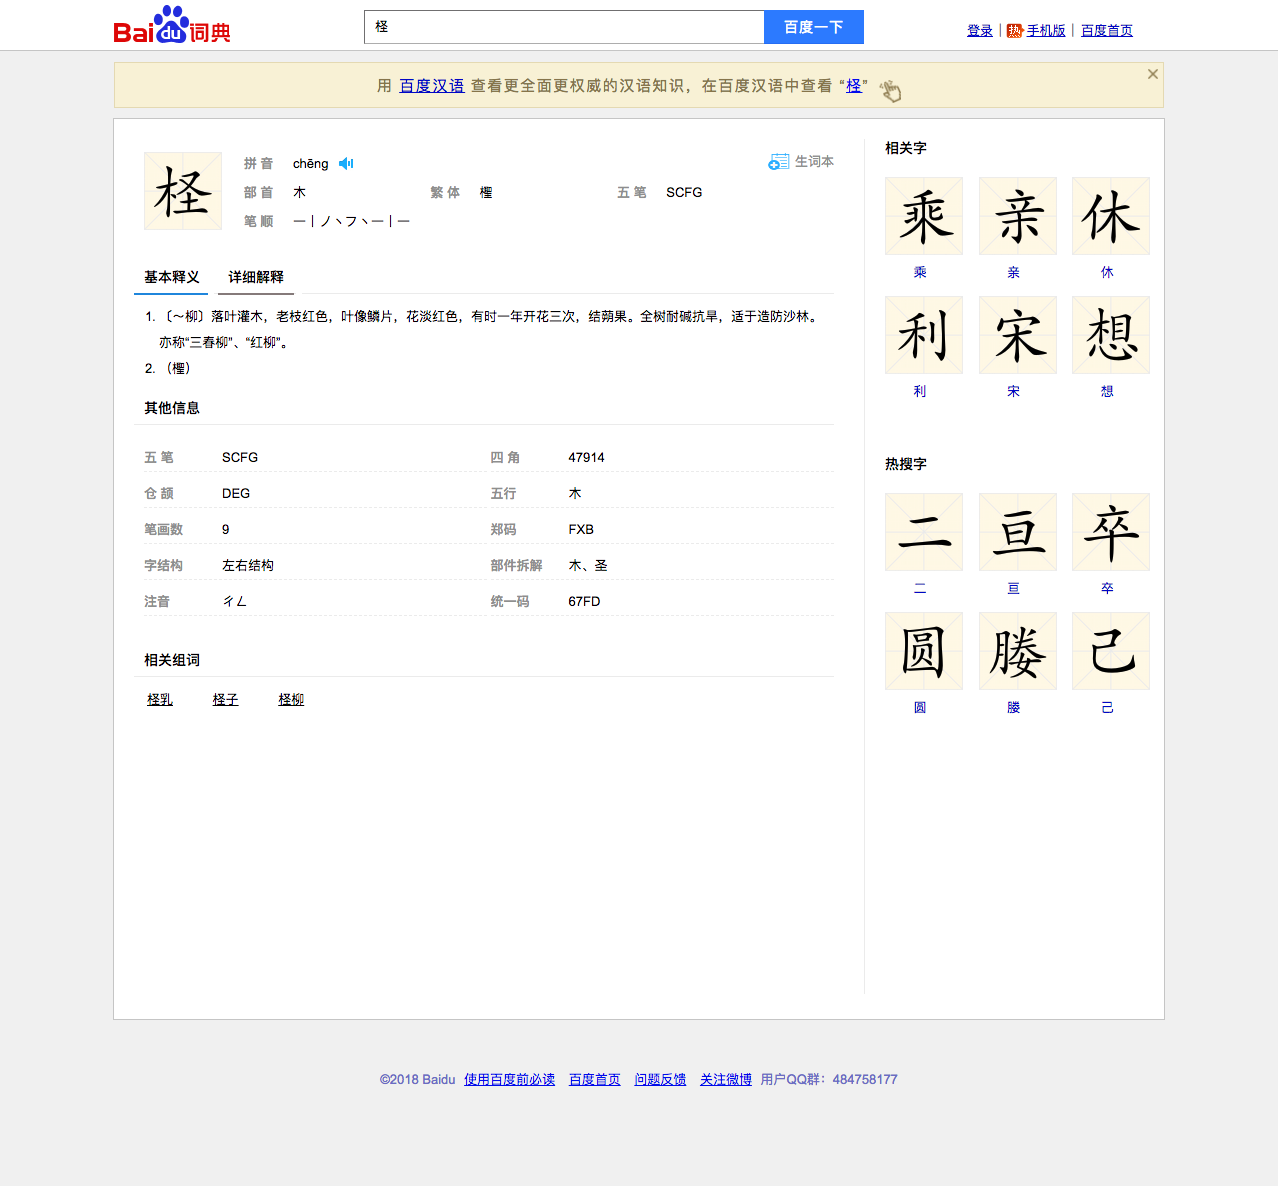 Bai du 词典
柽
百度一下
登录 | 热 手机版 | 百度首页
用 百度汉语 查看更全面更权威的汉语知识，在百度汉语中查看 “柽”
柽
拼 音 chēng
生词本
部 首 木 繁 体 檉 五 笔 SCFG
笔 顺 一丨ノ丶フ丶一丨一
基本释义 详细解释
1. 〔～柳〕落叶灌木，老枝红色，叶像鳞片，花淡红色，有时一年开花三次，结蒴果。全树耐碱抗旱，适于造防沙林。
亦称“三春柳”、“红柳”。
2. （檉）
其他信息
五 笔 SCFG 四 角 47914
仓 颉 DEG 五行 木
笔画数 9 郑码 FXB
字结构 左右结构 部件拆解 木、圣
注音 ㄔㄥ 统一码 67FD
相关组词
柽乳 柽子 柽柳
相关字
乘 亲 休
乘 亲 休
利 宋 想
利 宋 想
热搜字
二 亘 卒
二 亘 卒
圆 媵 己
圆 媵 己
©2018 Baidu 使用百度前必读 百度首页 问题反馈 关注微博 用户QQ群：484758177